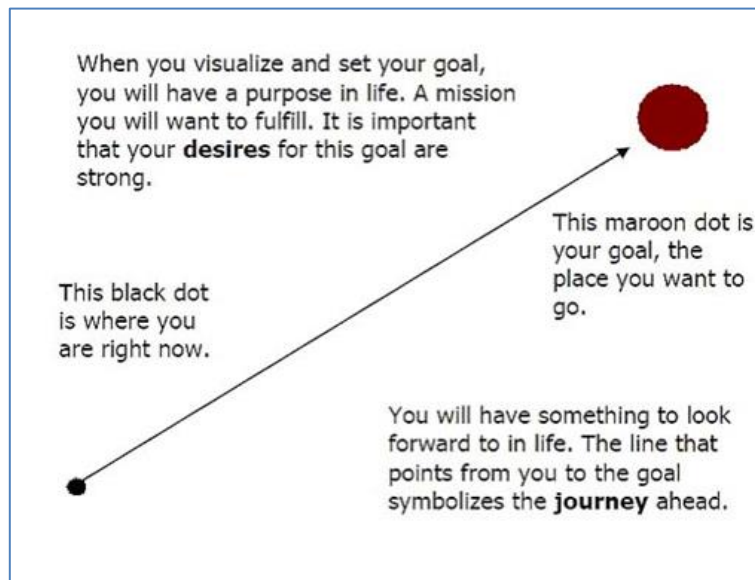 When you visualize and set your goal,
you will have a purpose in life. A mission
you will want to fulfill. It is important
that your desires for this goal are
strong.
This maroon dot is
your goal, the
place you want to
go.
This black dot
is where you
are right now.
You will have something to look
forward to in life. The line that
points from you to the goal
symbolizes the journey ahead.